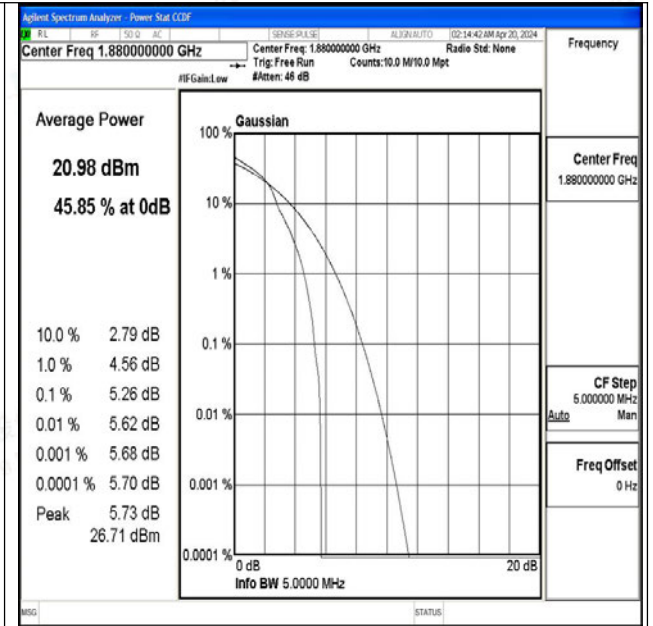 Agilent Spectrum Analyzer - Power Stat CCDF
RL RF 50 Ω AC SENSE:PULSE ALIGN AUTO 02:14:42 AM Apr 20, 2024
Center Freq 1.880000000 GHz
Center Freq: 1.880000000 GHz Radio Std: None
Trig: Free Run Counts:10.0 M/10.0 Mpt
#IFGain:Low #Atten: 46 dB
Frequency
Average Power
20.98 dBm
45.85 % at 0dB
10.0 % 2.79 dB
1.0 % 4.56 dB
0.1 % 5.26 dB
0.01 % 5.62 dB
0.001 % 5.68 dB
0.0001 % 5.70 dB
Peak 5.73 dB
26.71 dBm
Gaussian
100 %
10 %
1 %
0.1 %
0.01 %
0.001 %
0.0001 %
0 dB 20 dB
Info BW 5.0000 MHz
Center Freq
1.880000000 GHz
CF Step
5.000000 MHz
Auto Man
Freq Offset
0 Hz
MSG STATUS